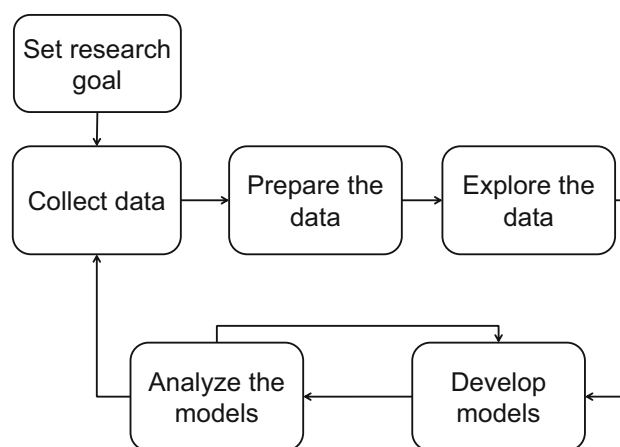 Set research
goal
Collect data
Prepare the
data
Explore the
data
Analyze the
models
Develop
models